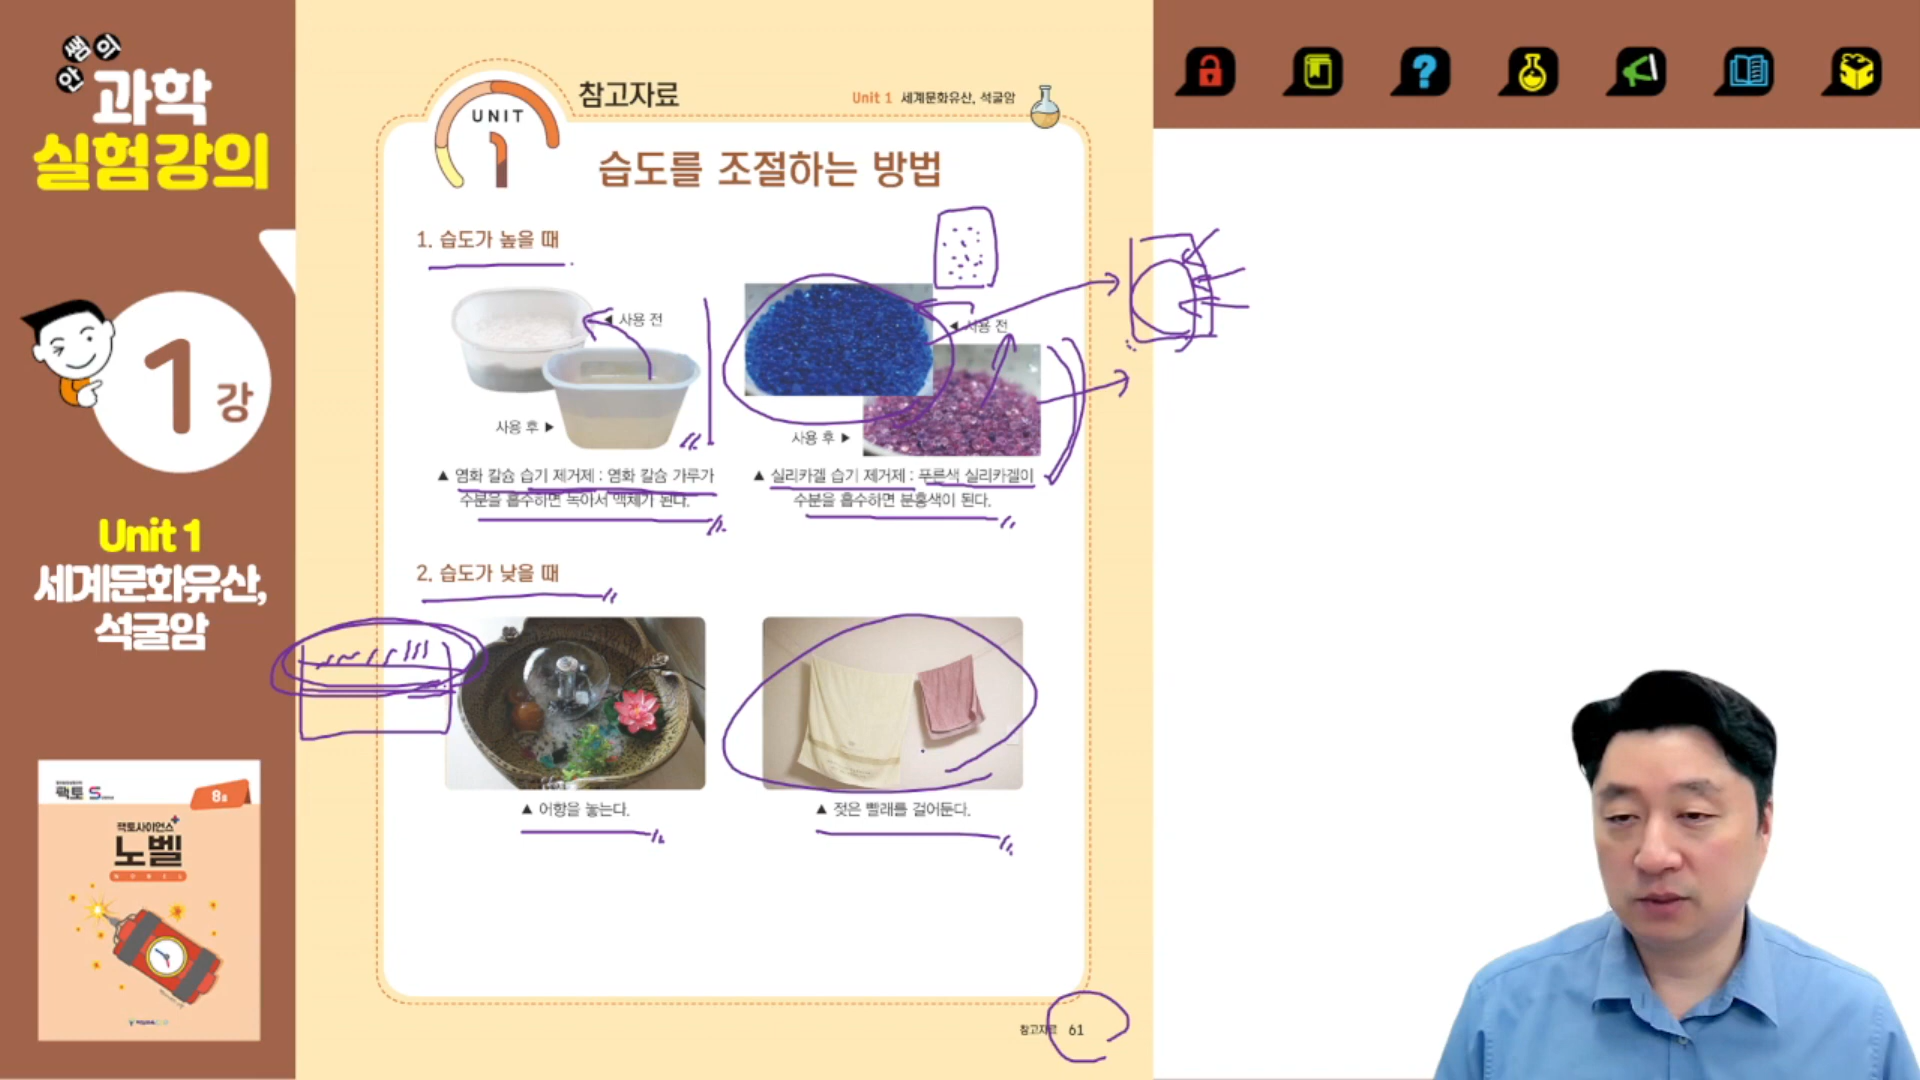 안쌤의
과학
실험강의
1강
Unit 1
세계문화유산,
석굴암
팩토 S
8호
팩토사이언스+
노벨
NOBEL
UNIT
1
참고자료
Unit 1 세계문화유산, 석굴암
습도를 조절하는 방법
1. 습도가 높을 때
◀ 사용 전
사용 후 ▶
◀ 사용 전
사용 후 ▶
▲ 염화 칼슘 습기 제거제 : 염화 칼슘 가루가
수분을 흡수하면 녹아서 액체가 된다.
▲ 실리카겔 습기 제거제 : 푸른색 실리카겔이
수분을 흡수하면 분홍색이 된다.
2. 습도가 낮을 때
▲ 어항을 놓는다.
▲ 젖은 빨래를 걸어둔다.
참고자료 61